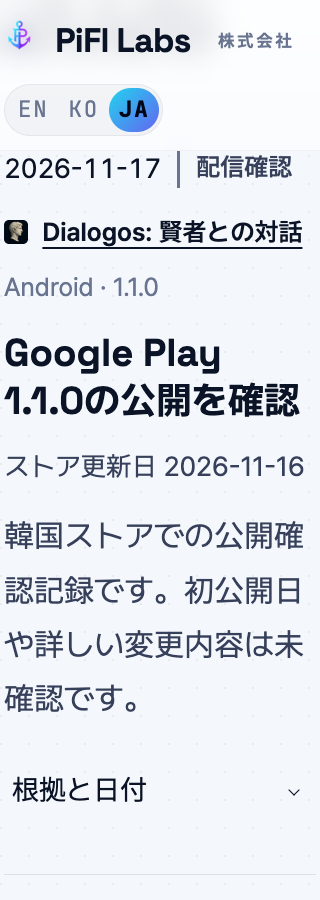 PiFl Labs 株式会社
EN KO JA
2026-11-17 配信確認
Dialogos: 賢者との対話
Android · 1.1.0
Google Play
1.1.0の公開を確認
ストア更新日 2026-11-16
韓国ストアでの公開確
認記録です。初公開日
や詳しい変更内容は未
確認です。
根拠と日付